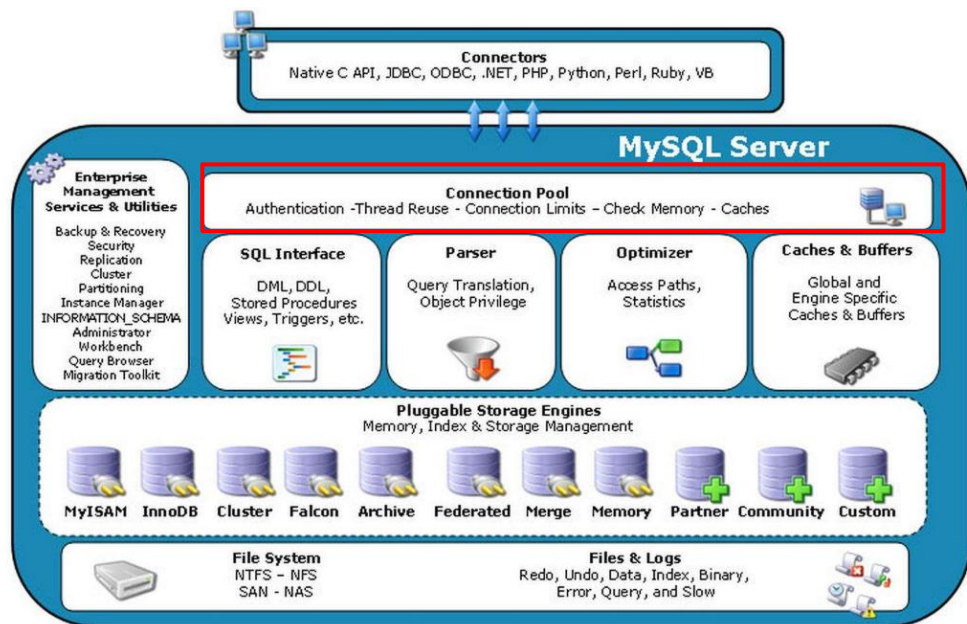 Connectors
Native C API, JDBC, ODBC, .NET, PHP, Python, Perl, Ruby, VB
MySQL Server
Enterprise
Management
Services & Utilities
Backup & Recovery
Security
Replication
Cluster
Partitioning
Instance Manager
INFORMATION_SCHEMA
Administrator
Workbench
Query Browser
Migration Toolkit
Connection Pool
Authentication -Thread Reuse - Connection Limits – Check Memory - Caches
SQL Interface
DML, DDL,
Stored Procedures
Views, Triggers, etc.
Parser
Query Translation,
Object Privilege
Optimizer
Access Paths,
Statistics
Caches & Buffers
Global and
Engine Specific
Caches & Buffers
Pluggable Storage Engines
Memory, Index & Storage Management
MyISAM InnoDB Cluster Falcon Archive Federated Merge Memory Partner Community Custom
File System
NTFS – NFS
SAN - NAS
Files & Logs
Redo, Undo, Data, Index, Binary,
Error, Query, and Slow